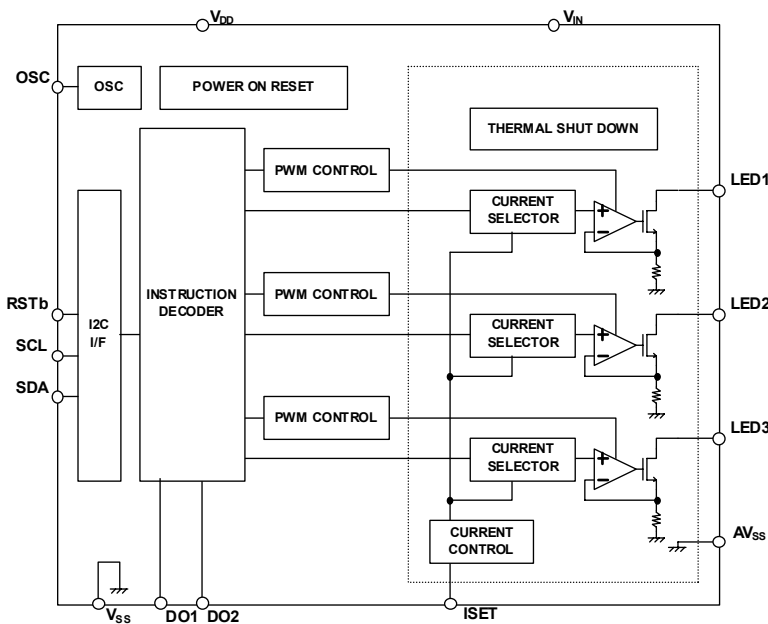 VDD
VIN
OSC
OSC
POWER ON RESET
THERMAL SHUT DOWN
PWM CONTROL
LED1
CURRENT
SELECTOR
+
−
RSTb
SCL
SDA
I2C
I/F
INSTRUCTION
DECODER
PWM CONTROL
LED2
CURRENT
SELECTOR
+
−
PWM CONTROL
LED3
CURRENT
SELECTOR
+
−
CURRENT
CONTROL
AVSS
VSS
DO1
DO2
ISET